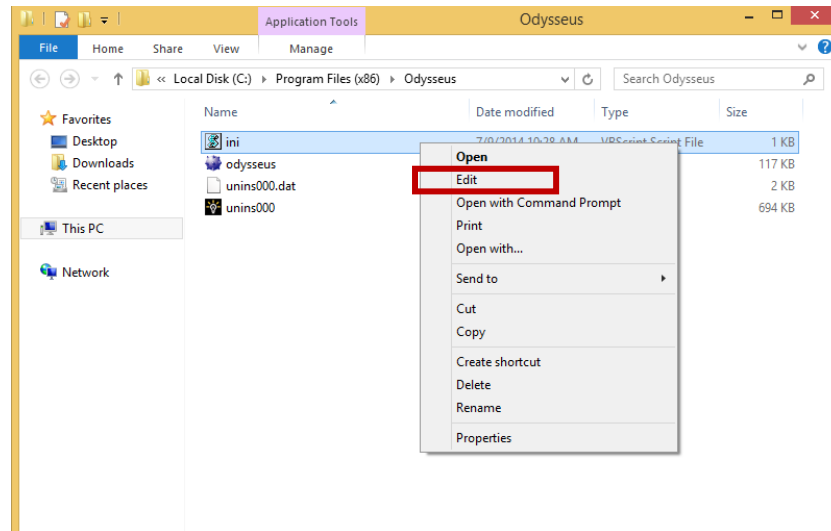 Application Tools
Odysseus
File
Home
Share
View
Manage
« Local Disk (C:) ▸ Program Files (x86) ▸ Odysseus
Search Odysseus
Favorites
Desktop
Downloads
Recent places
This PC
Network
Name
Date modified
Type
Size
ini
7/9/2014 10:28 AM
VBScript Script File
1 KB
odysseus
117 KB
unins000.dat
2 KB
unins000
694 KB
Open
Edit
Open with Command Prompt
Print
Open with...
Send to
Cut
Copy
Create shortcut
Delete
Rename
Properties